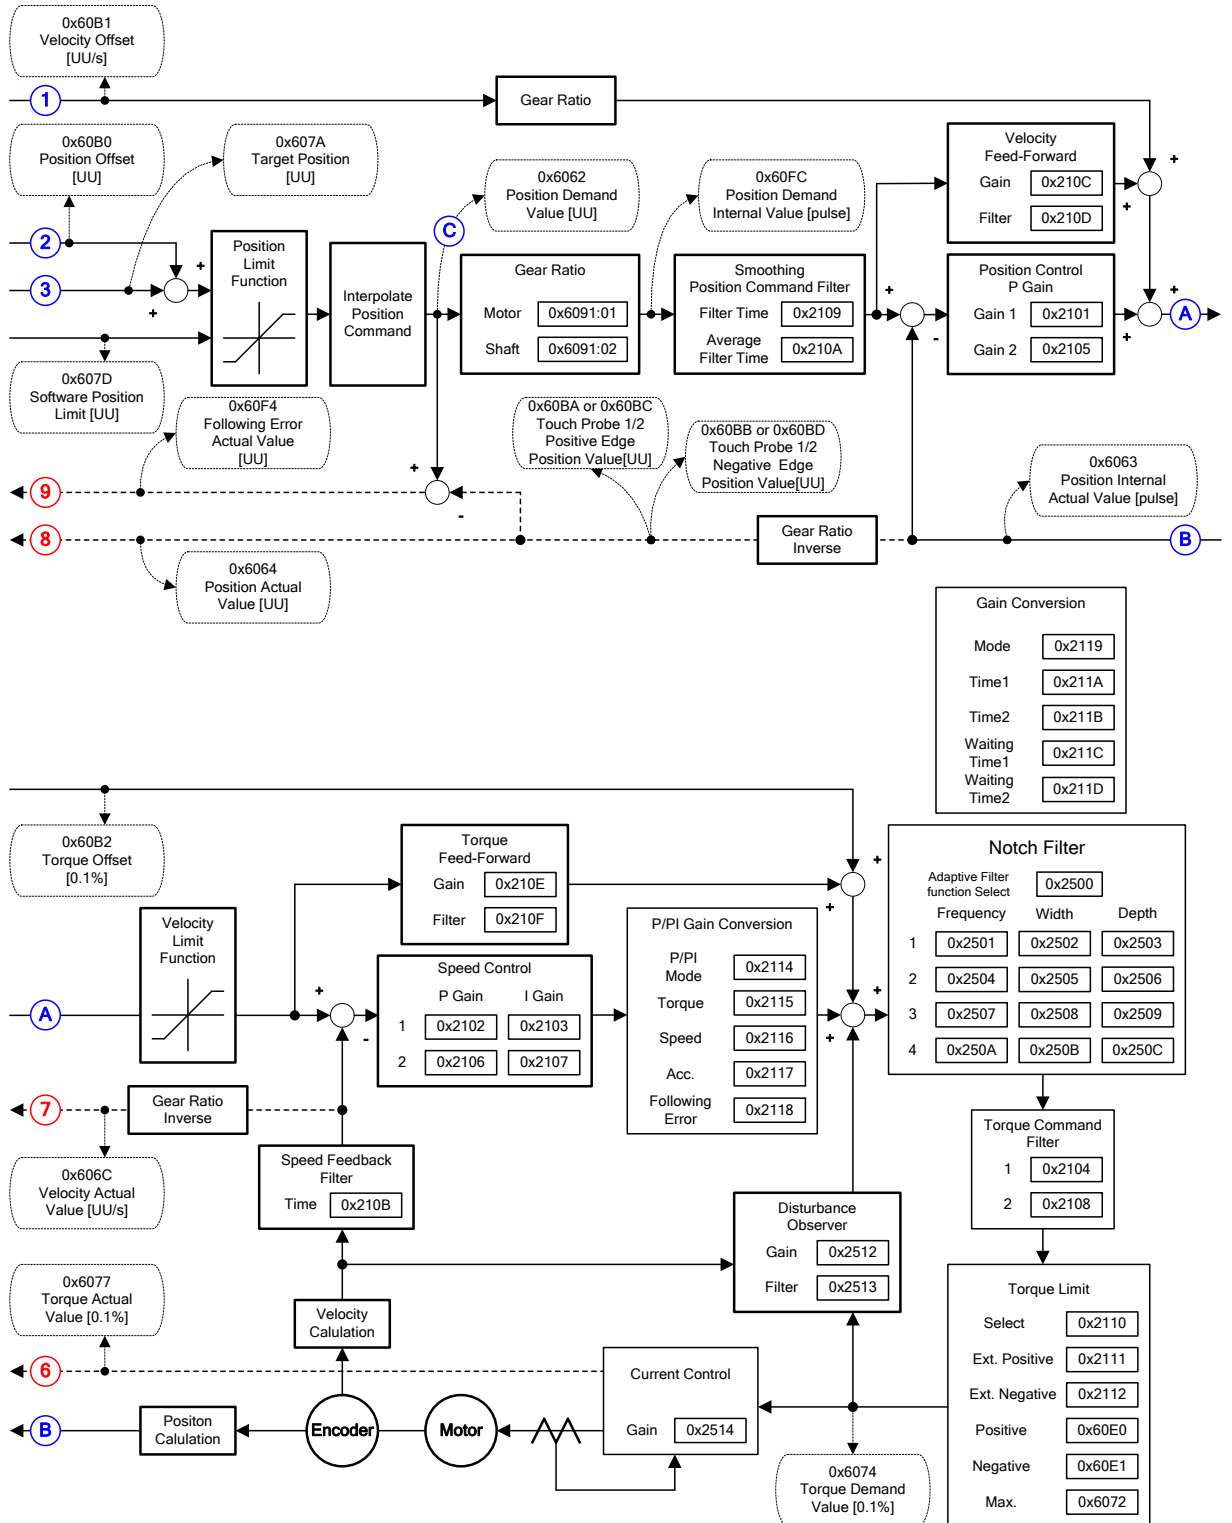 0x60B1
Velocity Offset
[UU/s]
1
Gear Ratio
0x60B0
Position Offset
[UU]
0x607A
Target Position
[UU]
0x6062
Position Demand
Value [UU]
0x60FC
Position Demand
Internal Value [pulse]
Velocity
Feed-Forward
Gain 0x210C
Filter 0x210D
+
+
2
3
+
+
Position
Limit
Function
Interpolate
Position
Command
C
Gear Ratio
Motor 0x6091:01
Shaft 0x6091:02
Smoothing
Position Command Filter
Filter Time 0x2109
Average
Filter Time 0x210A
+
-
Position Control
P Gain
Gain 1 0x2101
Gain 2 0x2105
+
+
A
0x607D
Software Position
Limit [UU]
0x60F4
Following Error
Actual Value
[UU]
0x60BA or 0x60BC
Touch Probe 1/2
Positive Edge
Position Value[UU]
0x60BB or 0x60BD
Touch Probe 1/2
Negative Edge
Position Value[UU]
0x6063
Position Internal
Actual Value [pulse]
9
+
-
8
Gear Ratio
Inverse
B
0x6064
Position Actual
Value [UU]
Gain Conversion
Mode 0x2119
Time1 0x211A
Time2 0x211B
Waiting
Time1 0x211C
Waiting
Time2 0x211D
0x60B2
Torque Offset
[0.1%]
Torque
Feed-Forward
Gain 0x210E
Filter 0x210F
+
+
Notch Filter
Adaptive Filter
function Select 0x2500
Frequency Width Depth
1 0x2501 0x2502 0x2503
2 0x2504 0x2505 0x2506
3 0x2507 0x2508 0x2509
4 0x250A 0x250B 0x250C
A
Velocity
Limit
Function
+
-
Speed Control
P Gain I Gain
1 0x2102 0x2103
2 0x2106 0x2107
P/PI Gain Conversion
P/PI
Mode 0x2114
Torque 0x2115
Speed 0x2116
Acc. 0x2117
Following
Error 0x2118
+
+
7
Gear Ratio
Inverse
0x606C
Velocity Actual
Value [UU/s]
Speed Feedback
Filter
Time 0x210B
Torque Command
Filter
1 0x2104
2 0x2108
Disturbance
Observer
Gain 0x2512
Filter 0x2513
0x6077
Torque Actual
Value [0.1%]
Velocity
Calulation
6
Torque Limit
Select 0x2110
Ext. Positive 0x2111
Ext. Negative 0x2112
Positive 0x60E0
Negative 0x60E1
Max. 0x6072
B
Positon
Calulation
Encoder
Motor
Current Control
Gain 0x2514
0x6074
Torque Demand
Value [0.1%]